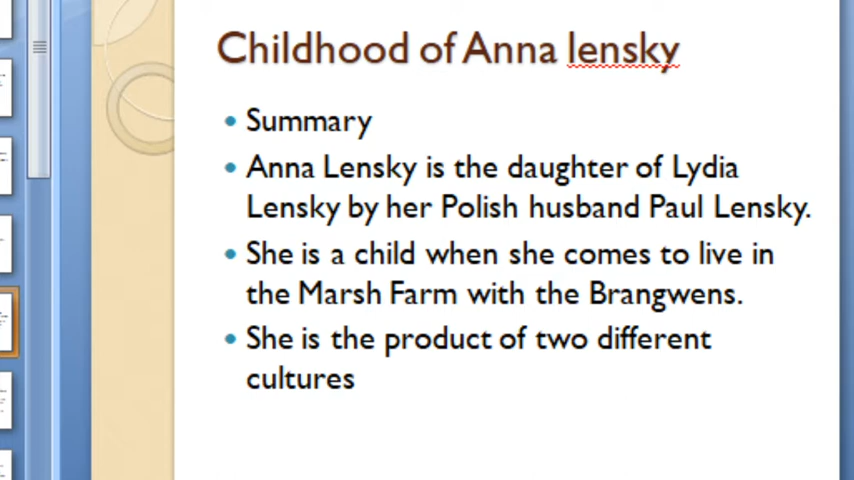 Childhood of Anna lensky
Summary
Anna Lensky is the daughter of Lydia
Lensky by her Polish husband Paul Lensky.
She is a child when she comes to live in
the Marsh Farm with the Brangwens.
She is the product of two different
cultures